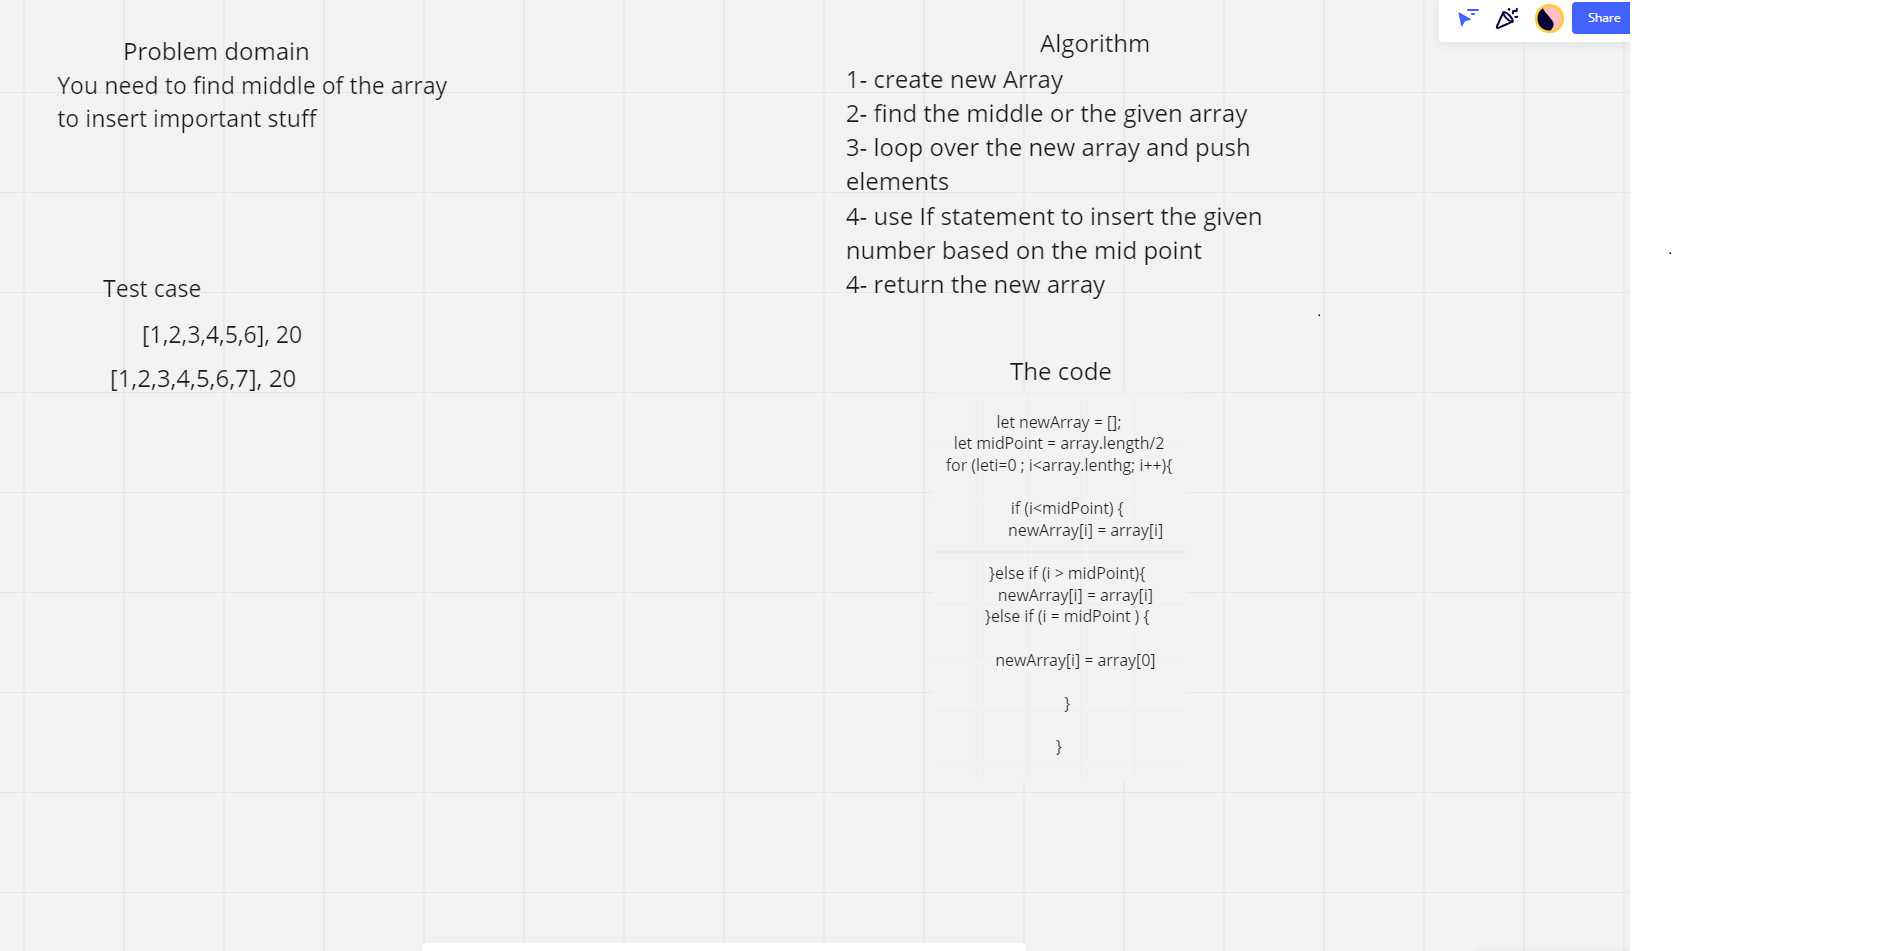 Problem domain
You need to find middle of the array
to insert important stuff
Test case
[1,2,3,4,5,6], 20
[1,2,3,4,5,6,7], 20
Share
Algorithm
1- create new Array
2- find the middle or the given array
3- loop over the new array and push
elements
4- use If statement to insert the given
number based on the mid point
4- return the new array
The code
let newArray = [];
let midPoint = array.length/2
for (leti=0 ; i<array.lenthg; i++){
if (i<midPoint) {
newArray[i] = array[i]
}else if (i > midPoint){
newArray[i] = array[i]
}else if (i = midPoint ) {
newArray[i] = array[0]
}
}